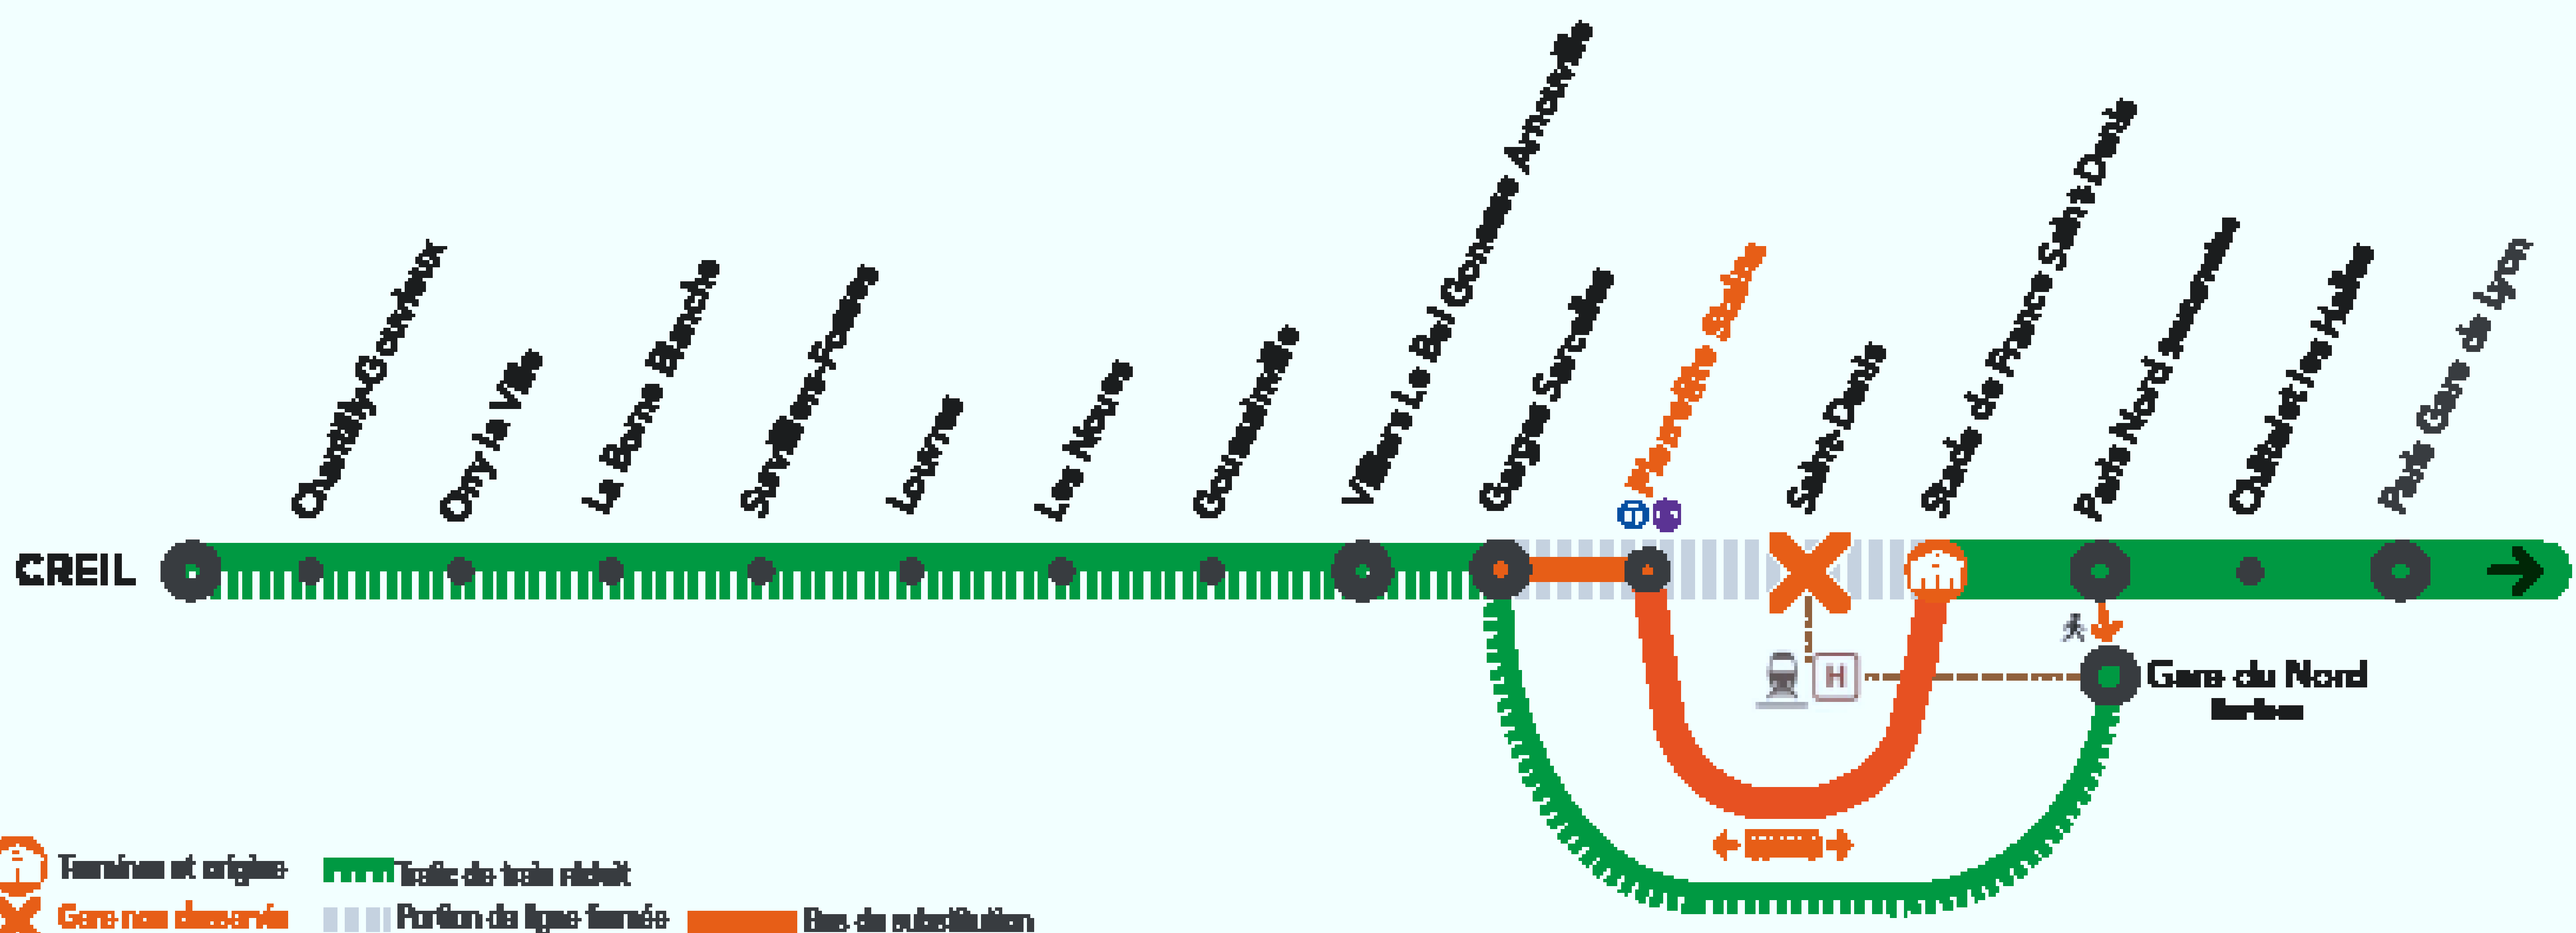 Chantilly-Gouvieux
Orry la Ville
La Borne Blanche
Survilliers-Fosses
Louvres
Les Noues
Goussainville
Villiers Le Bel Gonesse Arnouville
Garges Sarcelles
Pierrefitte Stains
Saint-Denis
Stade de France Saint-Denis
Paris Nord souterraine
Châtelet les Halles
Paris Gare de Lyon
CREIL
T
H
Gare du Nord
Surface
Terminus et origine
Trafic de train réduit
Gare non desservie
Portion de ligne fermée
Bus de substitution